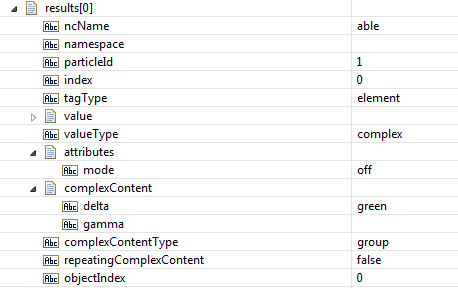 results[0]
ncName able
namespace
particleId 1
index 0
tagType element
value
valueType complex
attributes
mode off
complexContent
delta green
gamma
complexContentType group
repeatingComplexContent false
objectIndex 0